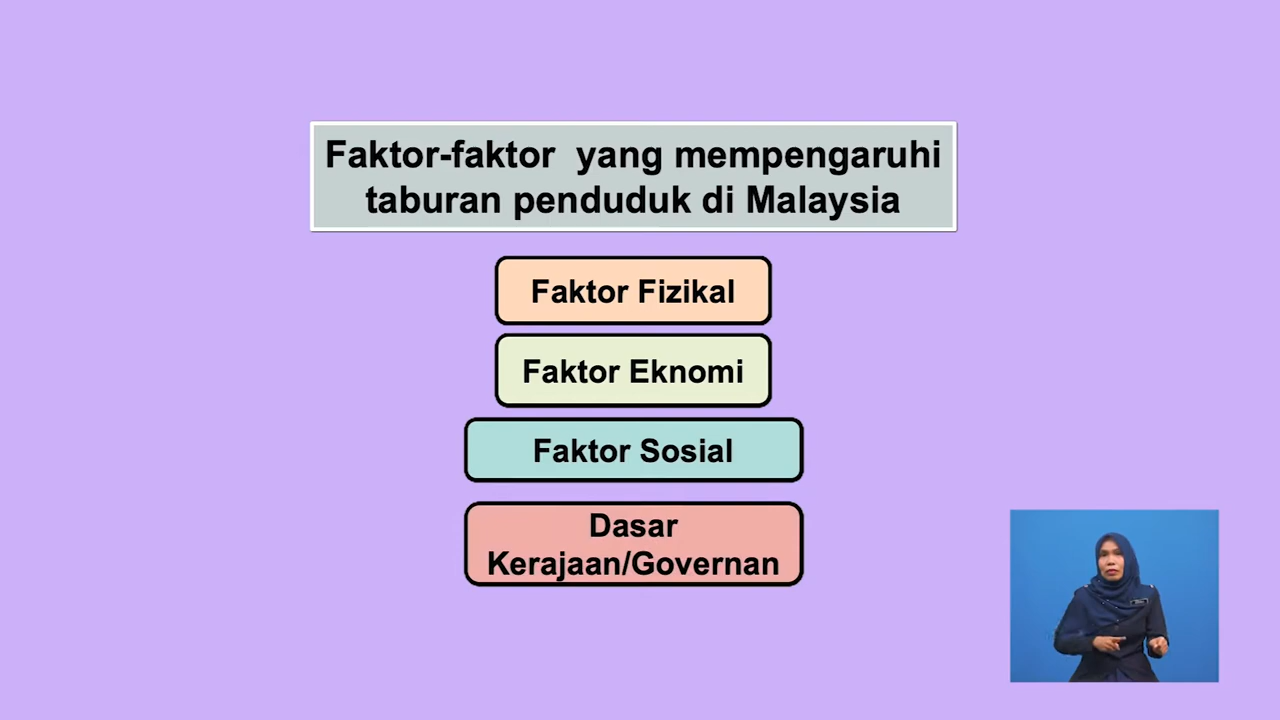 Faktor-faktor yang mempengaruhi
taburan penduduk di Malaysia
Faktor Fizikal
Faktor Eknomi
Faktor Sosial
Dasar
Kerajaan/Governan